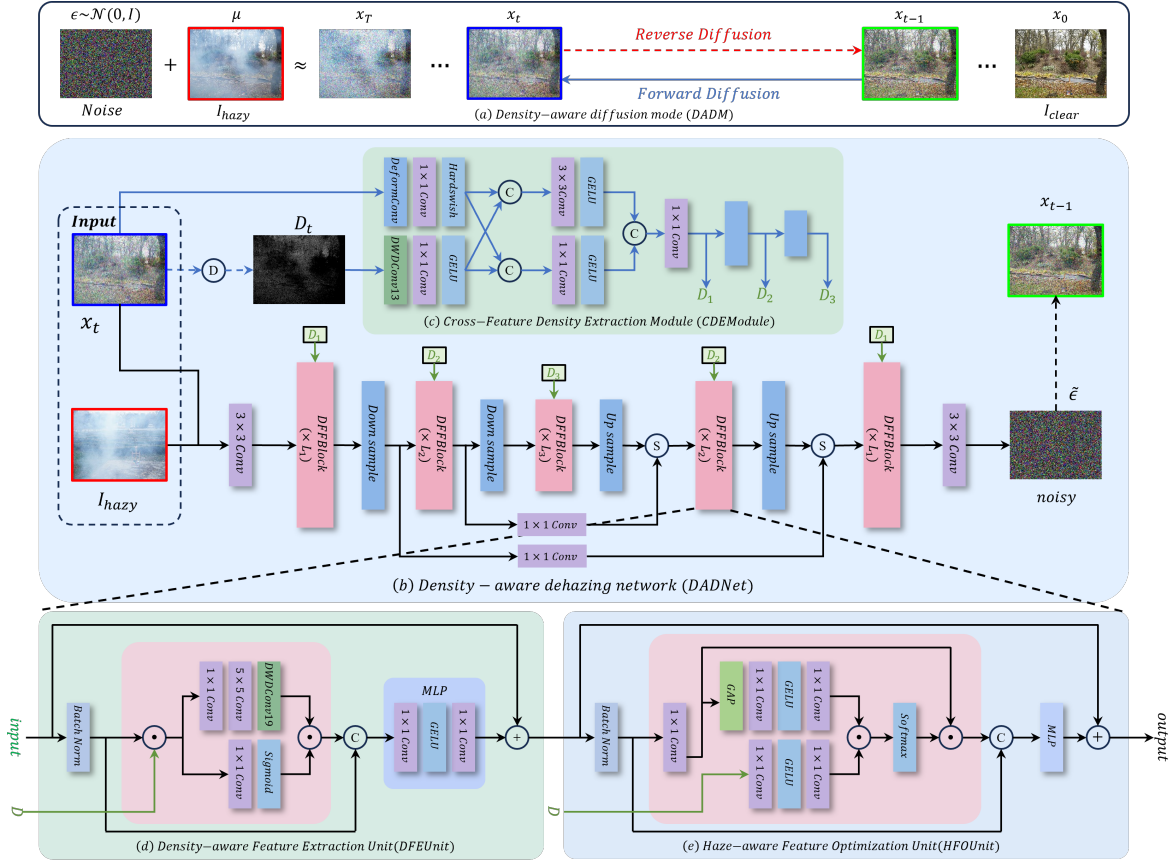 ϵ~𝒩(0, I)
μ
x_T
x_t
x_{t-1}
x_0
+
≈
...
Reverse Diffusion
Forward Diffusion
...
Noise
I_{hazy}
I_{clear}
(a) Density-aware diffusion mode (DADM)
Input
x_t
I_{hazy}
D
D_t
DeformConv
1 × 1 Conv
Hardswish
DWDConv13
1 × 1 Conv
GELU
C
C
3 × 3Conv
GELU
1 × 1 Conv
GELU
C
1 × 1 Conv
D_1
D_2
D_3
(c) Cross-Feature Density Extraction Module (CDEModule)
x_{t-1}
ϵ̃
noisy
3 × 3 Conv
D_1
DFFBlock
(× L_1)
Down sample
D_2
DFFBlock
(× L_2)
Down sample
D_3
DFFBlock
(× L_3)
Up sample
S
D_2
DFFBlock
(× L_2)
Up sample
S
D_1
DFFBlock
(× L_1)
3 × 3 Conv
1 × 1 Conv
1 × 1 Conv
(b) Density - aware dehazing network (DADNet)
input
D
Batch Norm
1 × 1 Conv
5 × 5 Conv
DWDConv19
1 × 1 Conv
Sigmoid
C
MLP
1 × 1 Conv
GELU
1 × 1 Conv
+
(d) Density-aware Feature Extraction Unit(DFEUnit)
D
Batch Norm
1 × 1 Conv
GAP
1 × 1 Conv
GELU
1 × 1 Conv
1 × 1 Conv
GELU
1 × 1 Conv
Softmax
C
MLP
+
output
(e) Haze-aware Feature Optimization Unit(HFOUnit)